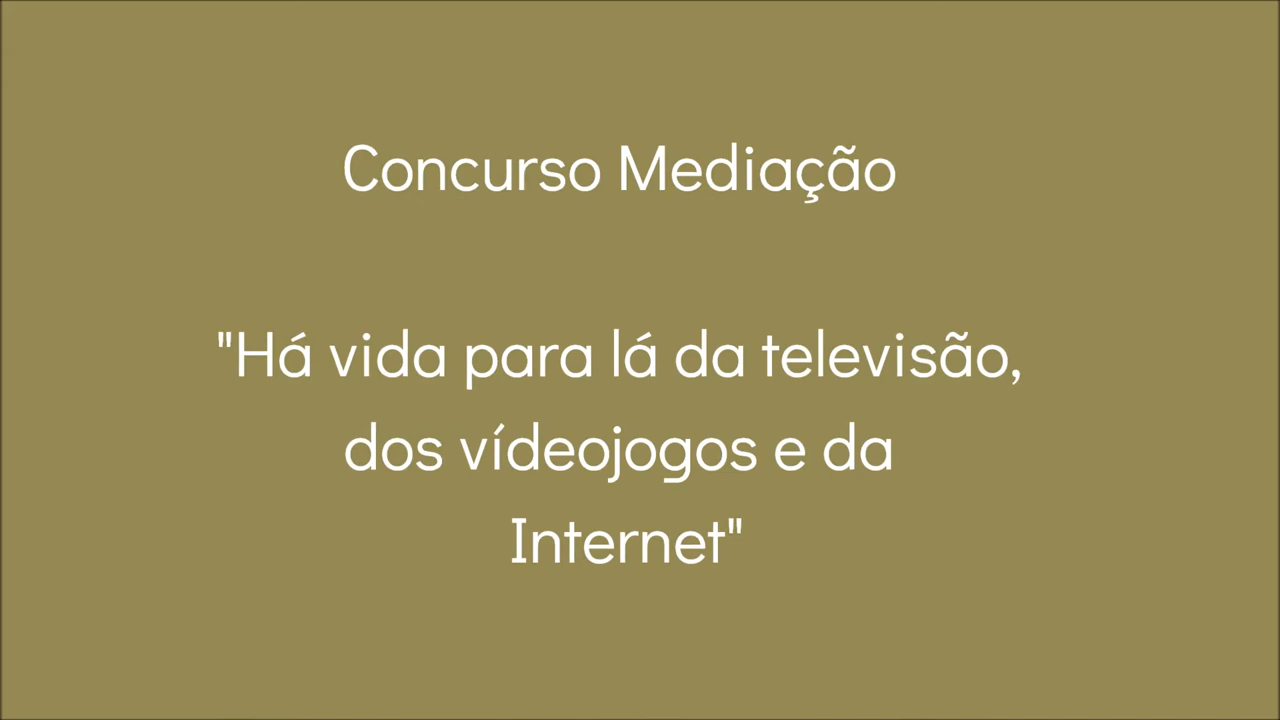 Concurso Mediação
"Há vida para lá da televisão,
dos vídeojogos e da
Internet"